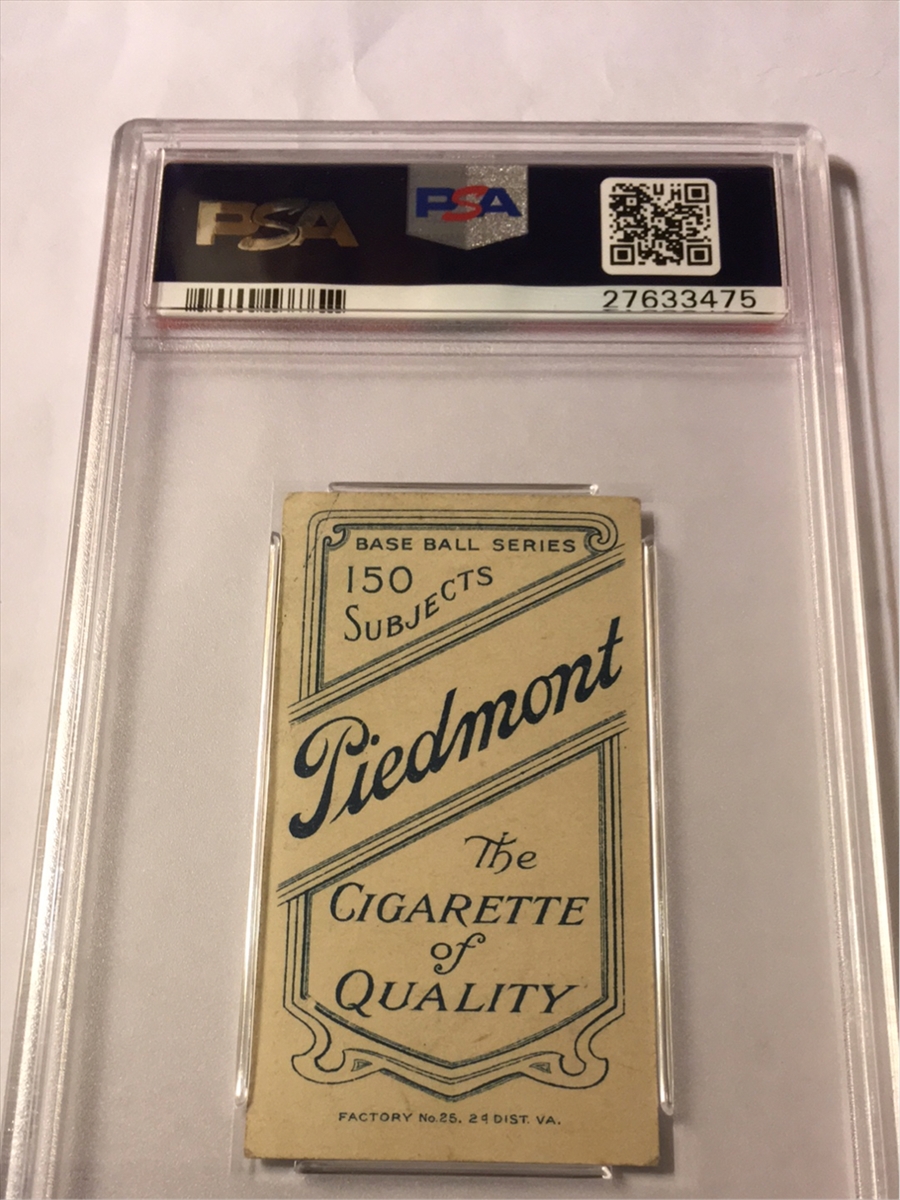 PSA
PSA
27633475
BASE BALL SERIES
150
SUBJECTS
Piedmont
The
CIGARETTE
of
QUALITY
FACTORY No.25. 2d DIST. VA.